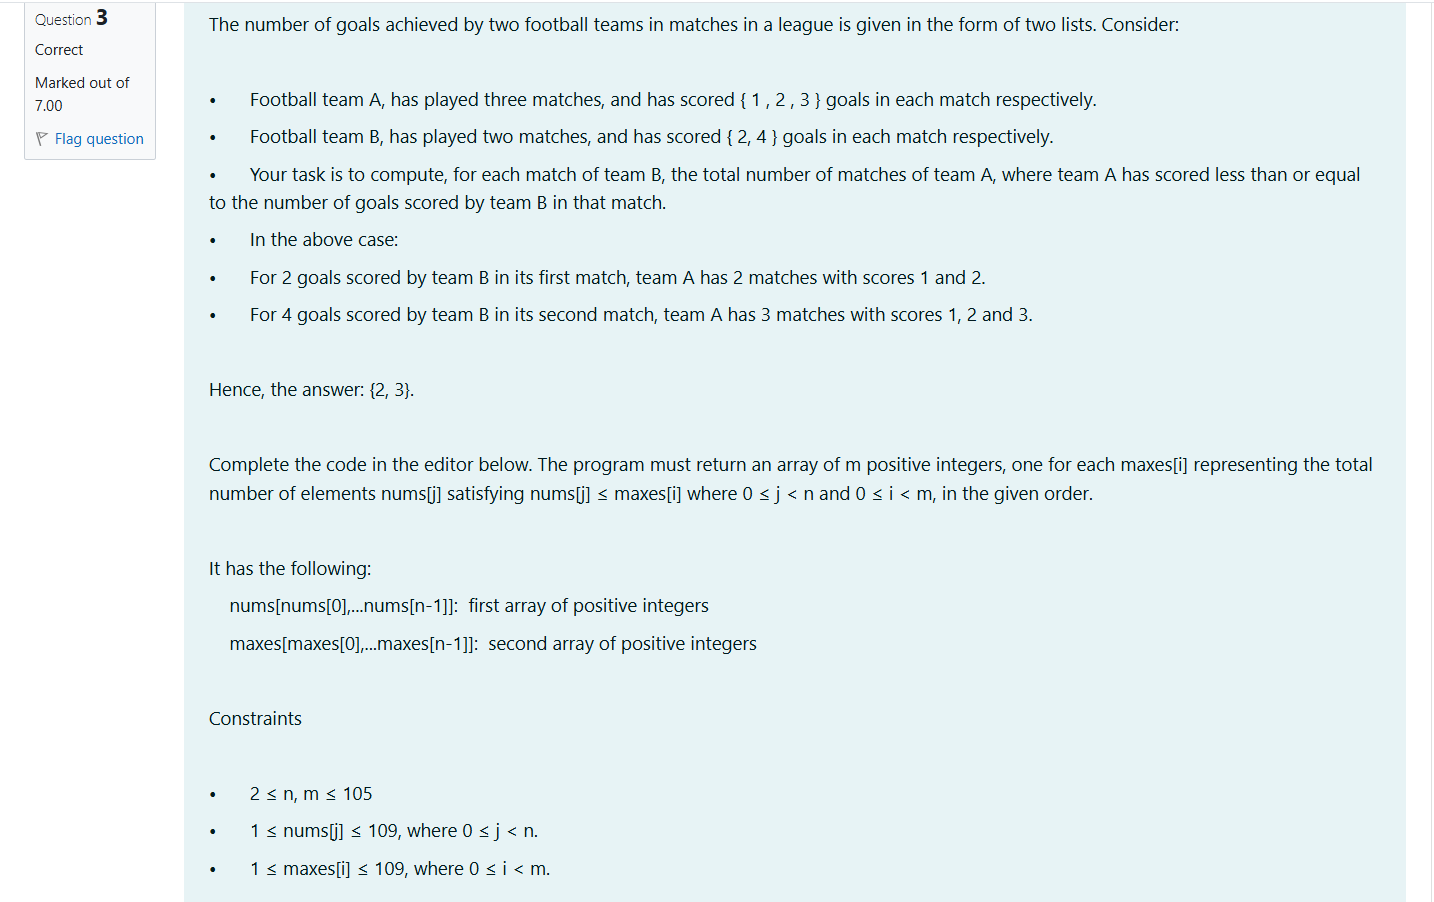 Question 3
Correct
Marked out of
7.00
Flag question
The number of goals achieved by two football teams in matches in a league is given in the form of two lists. Consider:
• Football team A, has played three matches, and has scored { 1 , 2 , 3 } goals in each match respectively.
• Football team B, has played two matches, and has scored { 2, 4 } goals in each match respectively.
• Your task is to compute, for each match of team B, the total number of matches of team A, where team A has scored less than or equal
to the number of goals scored by team B in that match.
• In the above case:
• For 2 goals scored by team B in its first match, team A has 2 matches with scores 1 and 2.
• For 4 goals scored by team B in its second match, team A has 3 matches with scores 1, 2 and 3.
Hence, the answer: {2, 3}.
Complete the code in the editor below. The program must return an array of m positive integers, one for each maxes[i] representing the total
number of elements nums[j] satisfying nums[j] ≤ maxes[i] where 0 ≤ j < n and 0 ≤ i < m, in the given order.
It has the following:
nums[nums[0],...nums[n-1]]: first array of positive integers
maxes[maxes[0],...maxes[n-1]]: second array of positive integers
Constraints
• 2 ≤ n, m ≤ 105
• 1 ≤ nums[j] ≤ 109, where 0 ≤ j < n.
• 1 ≤ maxes[i] ≤ 109, where 0 ≤ i < m.